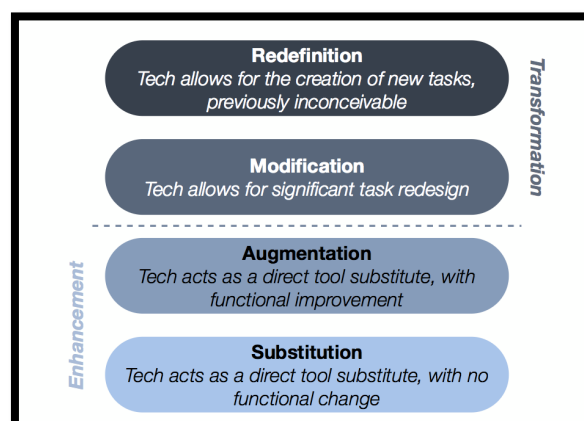 Redefinition
Tech allows for the creation of new tasks,
previously inconceivable
Modification
Tech allows for significant task redesign
Transformation
Augmentation
Tech acts as a direct tool substitute, with
functional improvement
Substitution
Tech acts as a direct tool substitute, with no
functional change
Enhancement